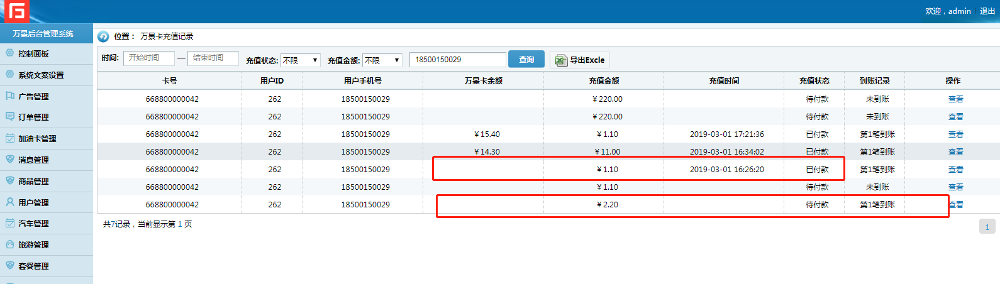 欢迎，admin | 退出
万景后台管理系统
控制面板
系统文案设置
广告管理
订单管理
加油卡管理
消息管理
商品管理
用户管理
汽车管理
旅游管理
套餐管理
位置： 万景卡充值记录
时间: 开始时间 — 结束时间 充值状态: 不限 充值金额: 不限 18500150029 查询 导出Excle
卡号 用户ID 用户手机号 万景卡余额 充值金额 充值时间 充值状态 到账记录 操作
668800000042 262 18500150029 ￥220.00 待付款 未到账 查看
668800000042 262 18500150029 ￥220.00 待付款 未到账 查看
668800000042 262 18500150029 ￥15.40 ￥1.10 2019-03-01 17:21:36 已付款 第1笔到账 查看
668800000042 262 18500150029 ￥14.30 ￥11.00 2019-03-01 16:34:02 已付款 第1笔到账 查看
668800000042 262 18500150029 ￥1.10 2019-03-01 16:26:20 已付款 第1笔到账 查看
668800000042 262 18500150029 ￥1.10 待付款 未到账 查看
668800000042 262 18500150029 ￥2.20 待付款 第1笔到账 查看
共7记录，当前显示第 1 页
1